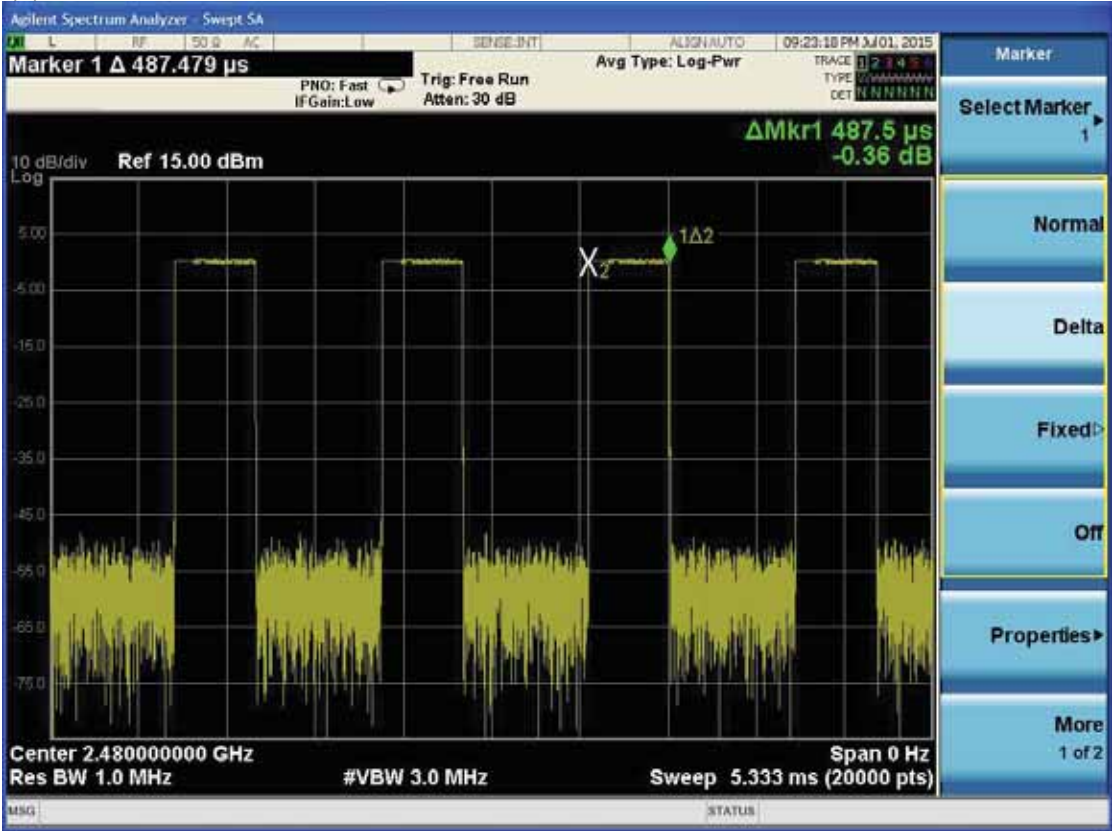 Agilent Spectrum Analyzer - Swept SA
L RF 50 Ω AC SENSE:INT ALIGNAUTO 09:23:18 PM Jul 01, 2015
Marker 1 Δ 487.479 µs
PNO: Fast Trig: Free Run
IFGain:Low Atten: 30 dB
Avg Type: Log-Pwr
TRACE 1 2 3 4 5 6
TYPE
DET N N N N N N
ΔMkr1 487.5 µs
-0.36 dB
10 dB/div Ref 15.00 dBm
Log
5.00
-5.00
-15.0
-25.0
-35.0
-45.0
-55.0
-65.0
-75.0
X2
1Δ2
Center 2.480000000 GHz Span 0 Hz
Res BW 1.0 MHz #VBW 3.0 MHz Sweep 5.333 ms (20000 pts)
MSG STATUS
Marker
Select Marker
1
Normal
Delta
Fixed
Off
Properties
More
1 of 2